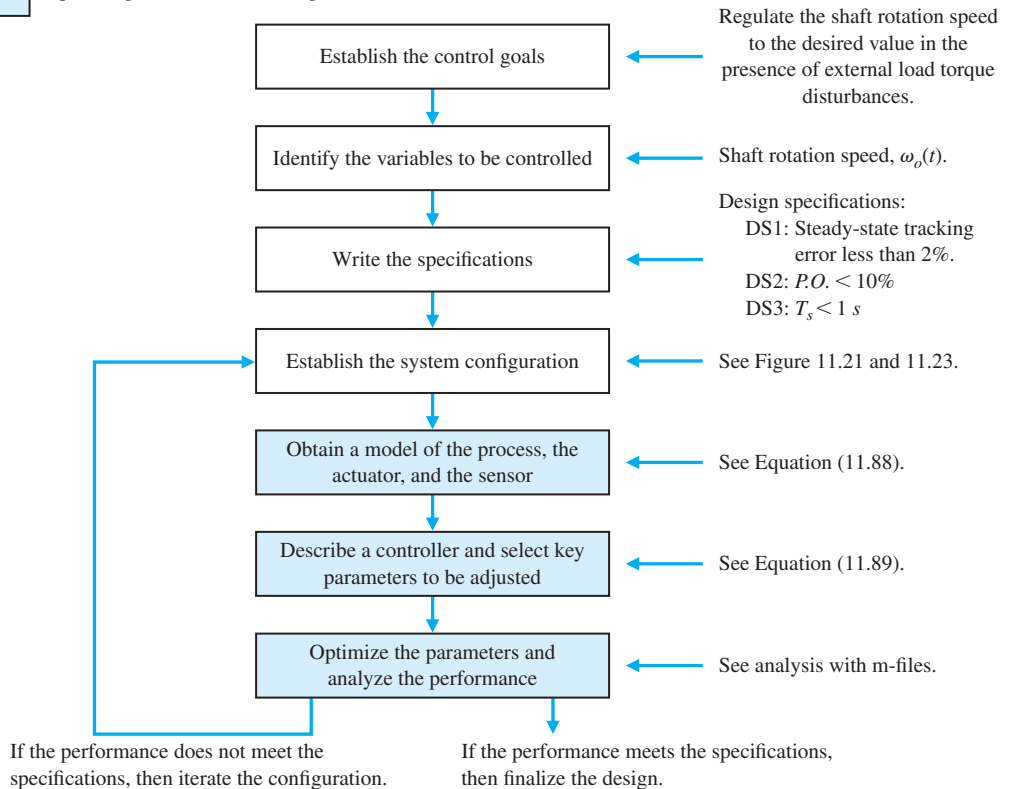 Establish the control goals
Regulate the shaft rotation speed
to the desired value in the
presence of external load torque
disturbances.
Identify the variables to be controlled
Shaft rotation speed, ω_o(t).
Write the specifications
Design specifications:
DS1: Steady-state tracking
error less than 2%.
DS2: P.O. < 10%
DS3: T_s < 1 s
Establish the system configuration
See Figure 11.21 and 11.23.
Obtain a model of the process, the
actuator, and the sensor
See Equation (11.88).
Describe a controller and select key
parameters to be adjusted
See Equation (11.89).
Optimize the parameters and
analyze the performance
See analysis with m-files.
If the performance does not meet the
specifications, then iterate the configuration.
If the performance meets the specifications,
then finalize the design.